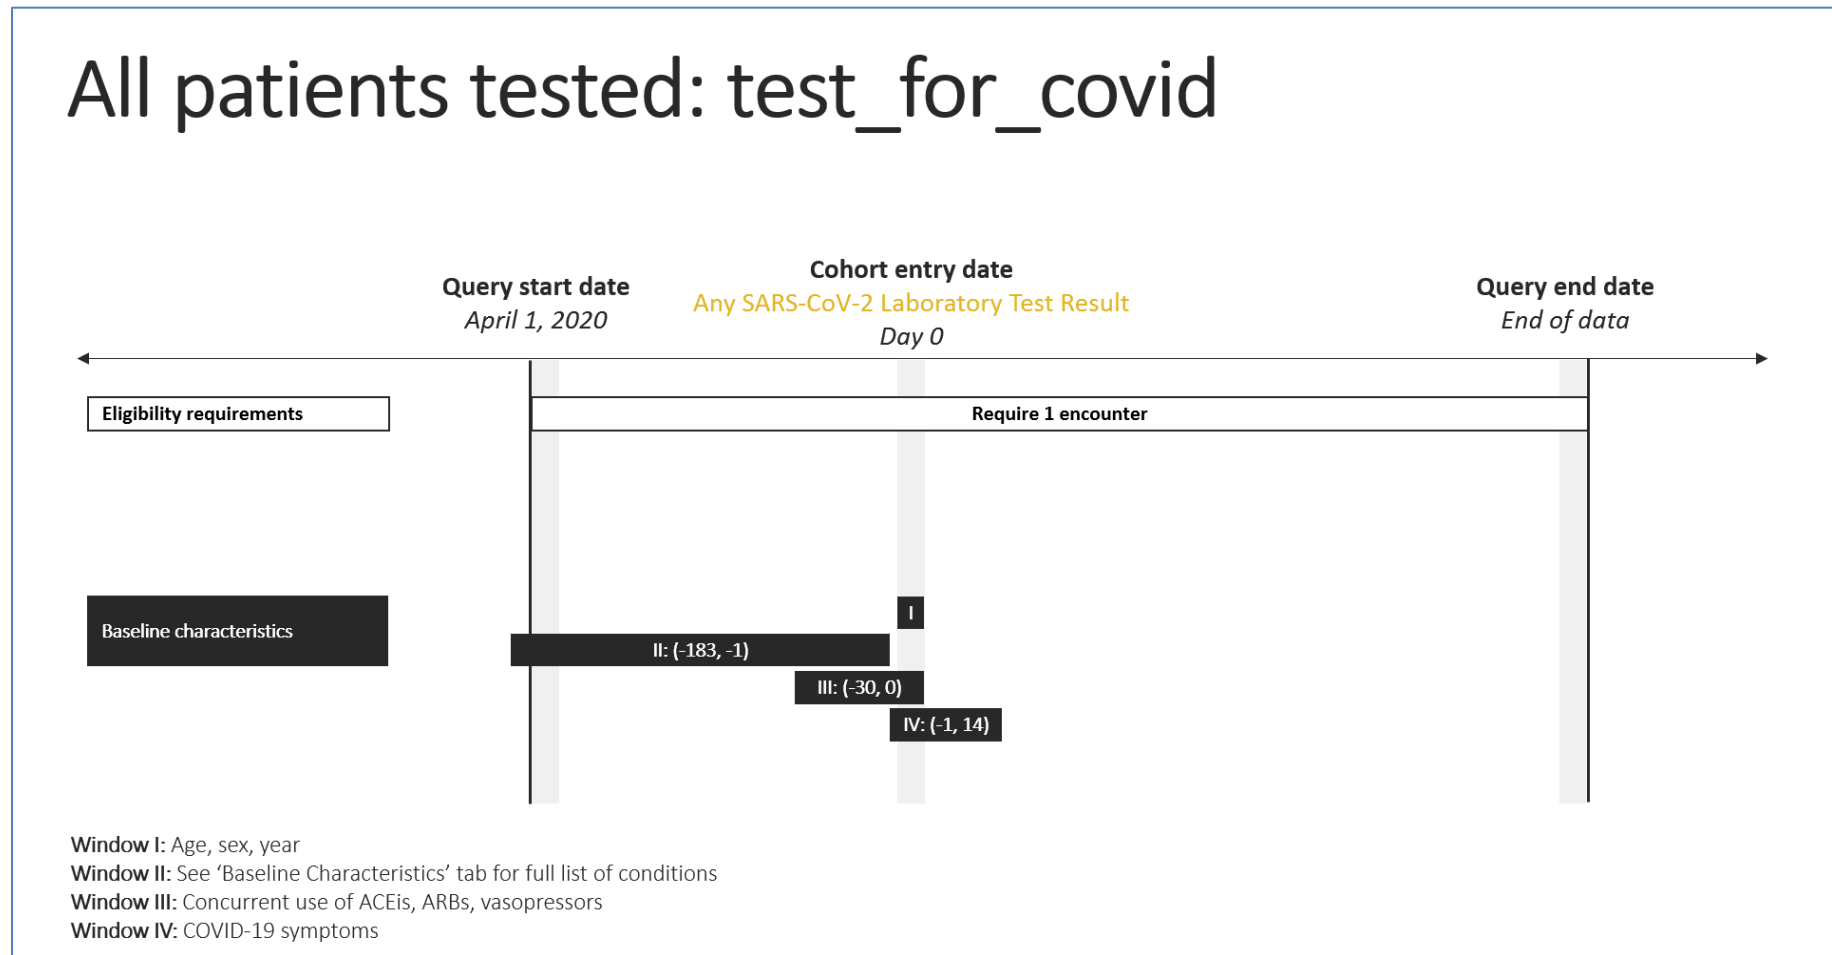 All patients tested: test_for_covid
Query start date
April 1, 2020
Cohort entry date
Any SARS-CoV-2 Laboratory Test Result
Day 0
Query end date
End of data
Eligibility requirements
Require 1 encounter
Baseline characteristics
I
II: (-183, -1)
III: (-30, 0)
IV: (-1, 14)
Window I: Age, sex, year
Window II: See ‘Baseline Characteristics’ tab for full list of conditions
Window III: Concurrent use of ACEis, ARBs, vasopressors
Window IV: COVID-19 symptoms